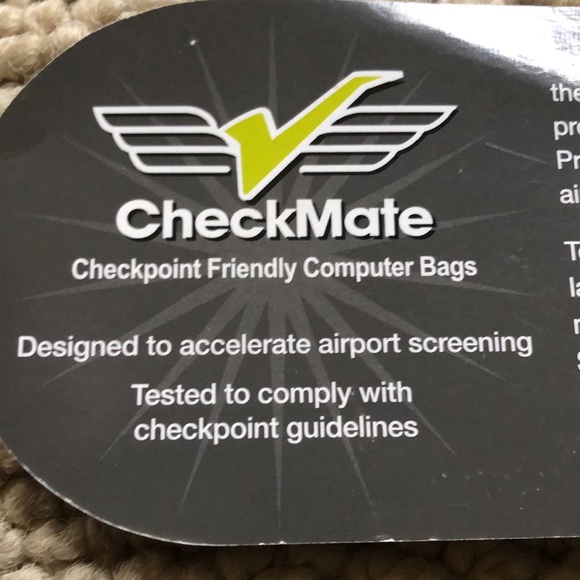 CheckMate
Checkpoint Friendly Computer Bags
Designed to accelerate airport screening
Tested to comply with
checkpoint guidelines